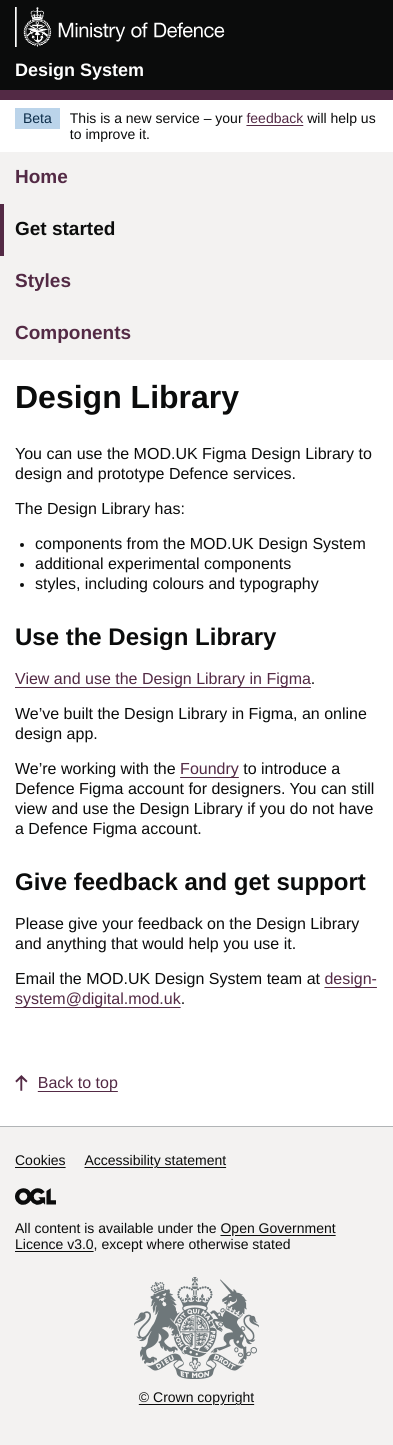 Ministry of Defence
Design System
Beta
This is a new service – your feedback will help us
to improve it.
Home
Get started
Styles
Components
Design Library
You can use the MOD.UK Figma Design Library to
design and prototype Defence services.
The Design Library has:
• components from the MOD.UK Design System
• additional experimental components
• styles, including colours and typography
Use the Design Library
View and use the Design Library in Figma.
We’ve built the Design Library in Figma, an online
design app.
We’re working with the Foundry to introduce a
Defence Figma account for designers. You can still
view and use the Design Library if you do not have
a Defence Figma account.
Give feedback and get support
Please give your feedback on the Design Library
and anything that would help you use it.
Email the MOD.UK Design System team at design-
system@digital.mod.uk.
Back to top
Cookies Accessibility statement
OGL
All content is available under the Open Government
Licence v3.0, except where otherwise stated
DIEU ET MON DROIT
© Crown copyright